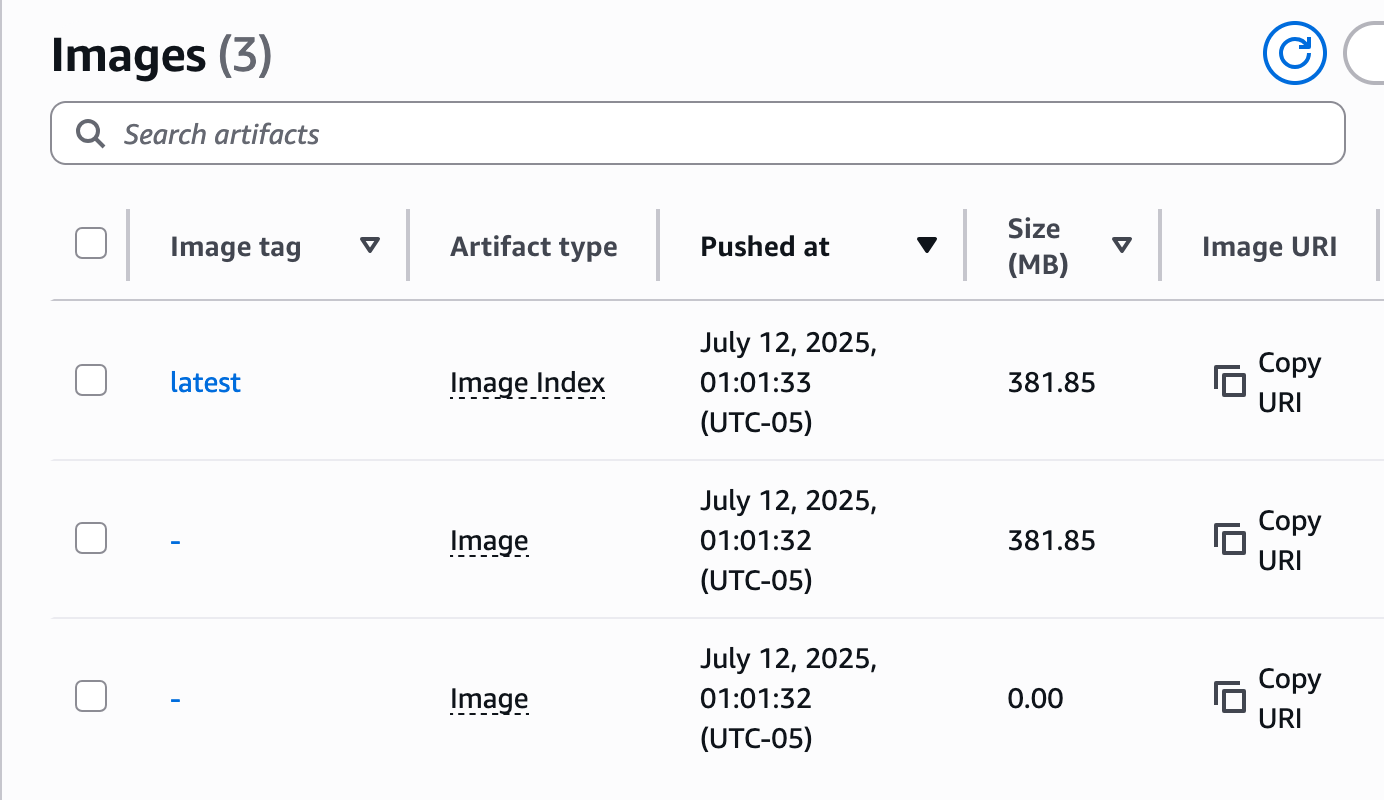 Images (3)
Search artifacts
Image tag
Artifact type
Pushed at
Size
(MB)
Image URI
latest
Image Index
July 12, 2025,
01:01:33
(UTC-05)
381.85
Copy
URI
-
Image
July 12, 2025,
01:01:32
(UTC-05)
381.85
Copy
URI
-
Image
July 12, 2025,
01:01:32
(UTC-05)
0.00
Copy
URI